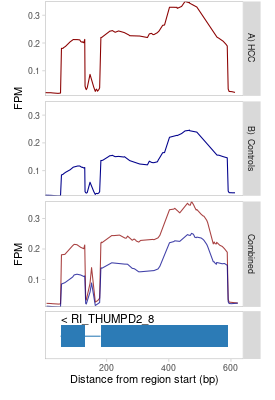 0.3
0.2
0.1
A) HCC
FPM
0.3
0.2
0.1
B) Controls
0.3
0.2
0.1
Combined
FPM
< RI_THUMPD2_8
0 200 400 600
Distance from region start (bp)